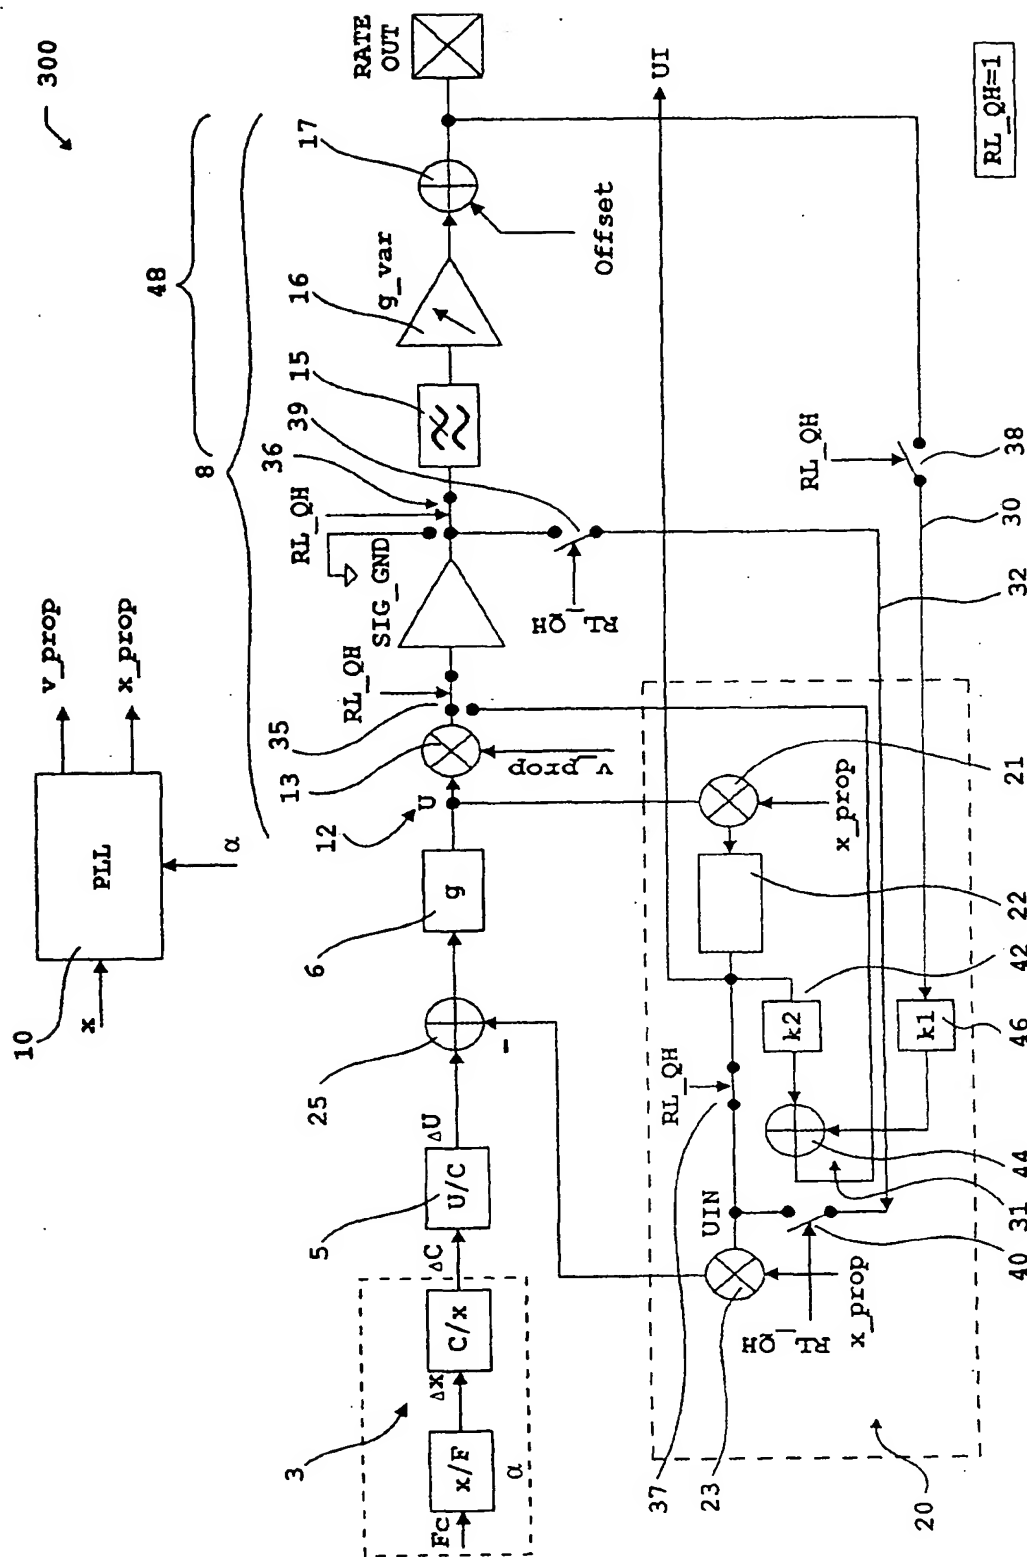 300
10
x
PLL
α
v_prop
x_prop
48
8
3
Fc
x/F
α
Δx
C/x
ΔC
5
U/C
ΔU
25
-
6
g
12
U
13
v_prop
35
RL_QH
SIG_GND
RL_QH
36
39
RL_QH
15
16
g_var
17
Offset
RATE
OUT
UI
20
37
23
UIN
RL_QH
x_prop
RL_QH
40
31
44
k2
42
k1
46
22
x_prop
21
32
30
RL_QH
38
RL_QH=1